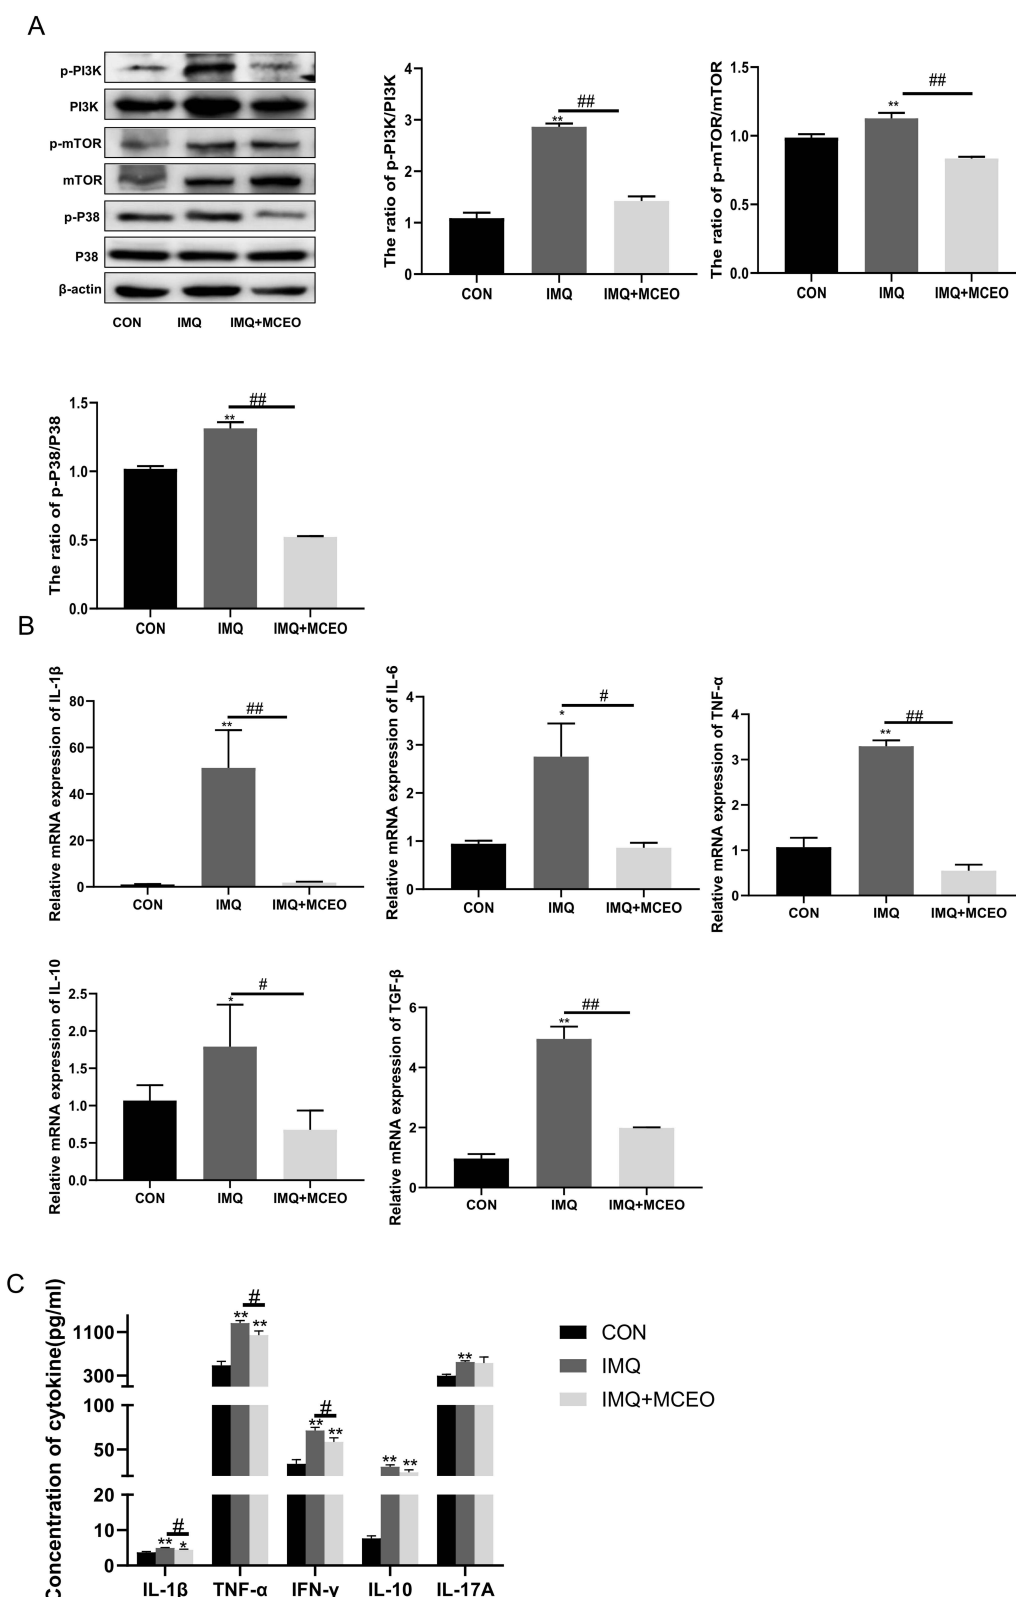 A
p-PI3K
PI3K
p-mTOR
mTOR
p-P38
P38
β-actin
CON IMQ IMQ+MCEO
The ratio of p-PI3K/PI3K
4
3
2
1
0
**
##
CON IMQ IMQ+MCEO
The ratio of p-mTOR/mTOR
1.5
1.0
0.5
0.0
**
##
CON IMQ IMQ+MCEO
The ratio of p-P38/P38
1.5
1.0
0.5
0.0
**
##
CON IMQ IMQ+MCEO
B
Relative mRNA expression of IL-1β
80
60
40
20
0
**
##
CON IMQ IMQ+MCEO
Relative mRNA expression of IL-6
4
3
2
1
0
*
#
CON IMQ IMQ+MCEO
Relative mRNA expression of TNF-α
4
3
2
1
0
**
##
CON IMQ IMQ+MCEO
Relative mRNA expression of IL-10
2.5
2.0
1.5
1.0
0.5
0.0
*
#
CON IMQ IMQ+MCEO
Relative mRNA expression of TGF-β
6
4
2
0
**
##
CON IMQ IMQ+MCEO
C
Concentration of cytokine(pg/ml)
1100
300
100
50
20
10
0
#
** *
#
** **
#
** **
** **
**
IL-1β TNF-α IFN-γ IL-10 IL-17A
CON
IMQ
IMQ+MCEO